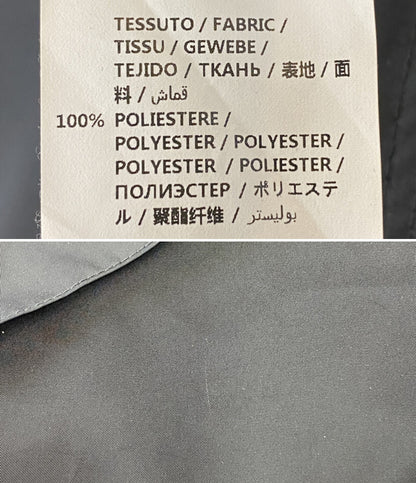 TESSUTO / FABRIC /
TISSU / GEWEBE /
TEJIDO / ТКАНЬ / 表地 / 面
料 / قماش /
100% POLIESTERE /
POLYESTER / POLYESTER /
POLYESTER / POLIESTER /
ПОЛИЭСТЕР / ポリエステ
ル / 聚酯纤维 / بوليستر